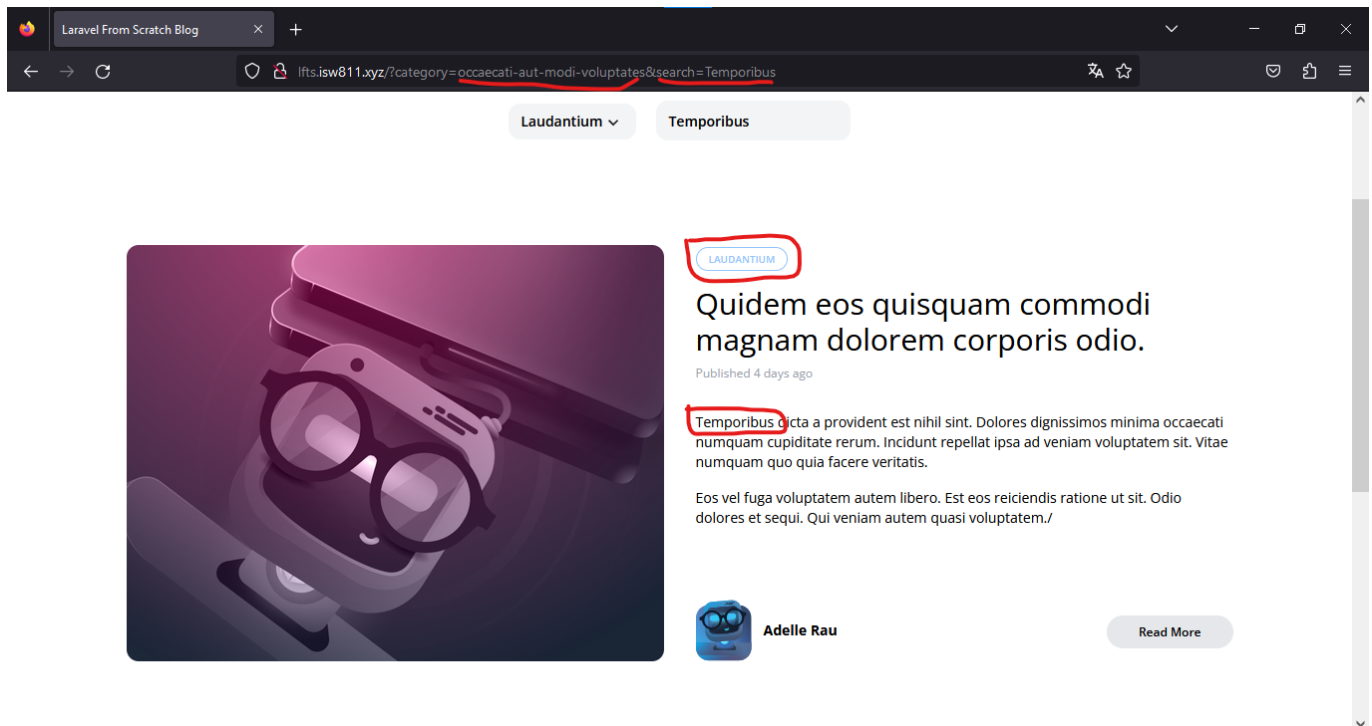 Laravel From Scratch Blog
lfts.isw811.xyz/?category=occaecati-aut-modi-voluptates&search=Temporibus
Laudantium
Temporibus
LAUDANTIUM
Quidem eos quisquam commodi
magnam dolorem corporis odio.
Published 4 days ago
Temporibus dicta a provident est nihil sint. Dolores dignissimos minima occaecati
numquam cupiditate rerum. Incidunt repellat ipsa ad veniam voluptatem sit. Vitae
numquam quo quia facere veritatis.
Eos vel fuga voluptatem autem libero. Est eos reiciendis ratione ut sit. Odio
dolores et sequi. Qui veniam autem quasi voluptatem./
Adelle Rau
Read More